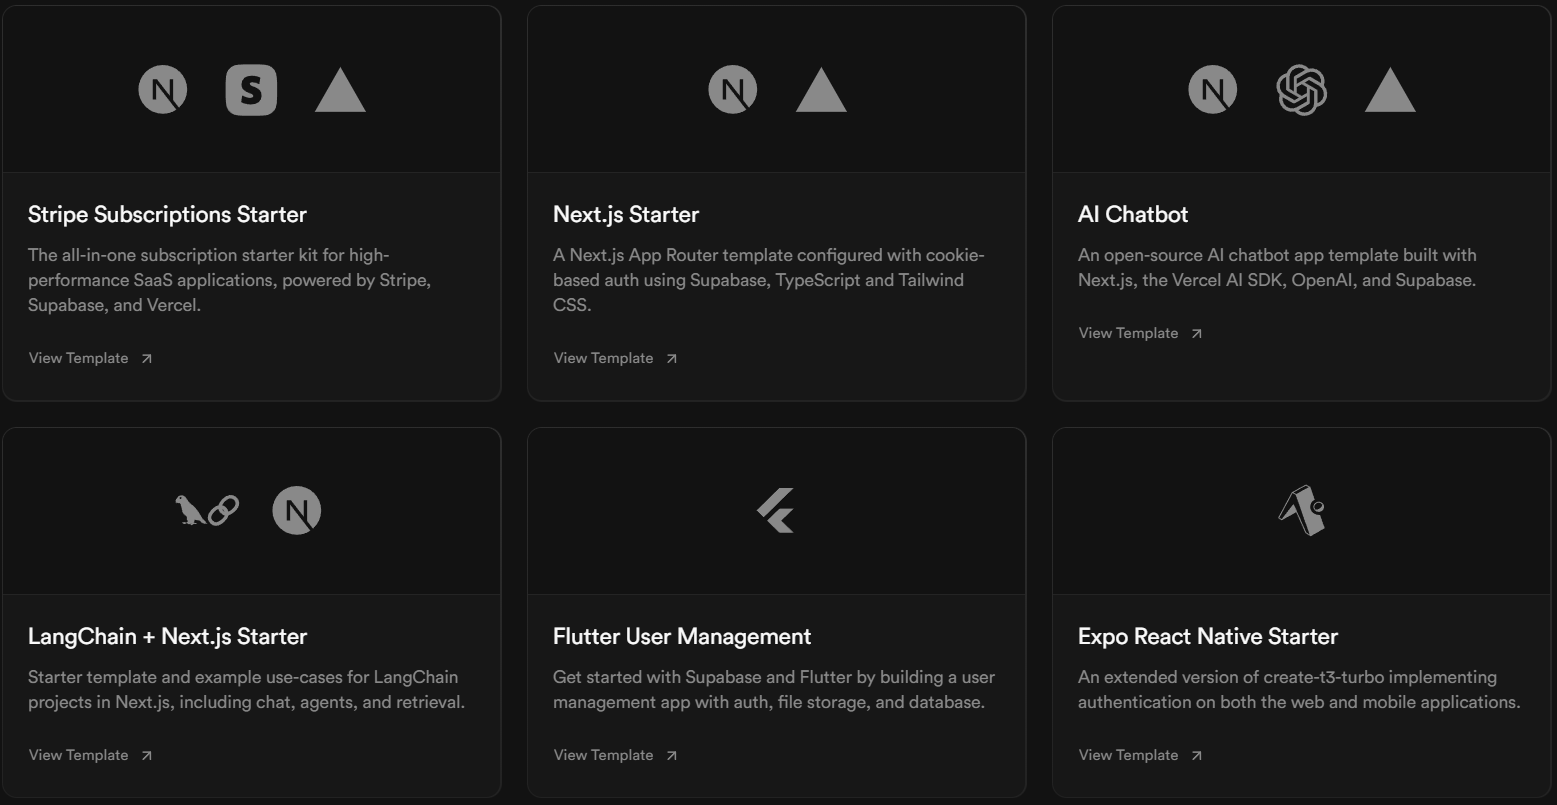 Stripe Subscriptions Starter
The all-in-one subscription starter kit for high-
performance SaaS applications, powered by Stripe,
Supabase, and Vercel.
View Template
Next.js Starter
A Next.js App Router template configured with cookie-
based auth using Supabase, TypeScript and Tailwind
CSS.
View Template
AI Chatbot
An open-source AI chatbot app template built with
Next.js, the Vercel AI SDK, OpenAI, and Supabase.
View Template
LangChain + Next.js Starter
Starter template and example use-cases for LangChain
projects in Next.js, including chat, agents, and retrieval.
View Template
Flutter User Management
Get started with Supabase and Flutter by building a user
management app with auth, file storage, and database.
View Template
Expo React Native Starter
An extended version of create-t3-turbo implementing
authentication on both the web and mobile applications.
View Template